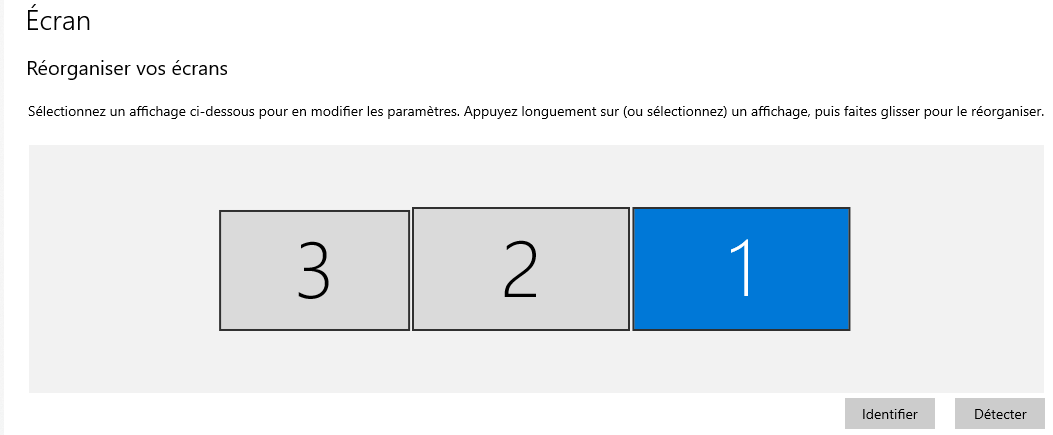 Écran
Réorganiser vos écrans
Sélectionnez un affichage ci-dessous pour en modifier les paramètres. Appuyez longuement sur (ou sélectionnez) un affichage, puis faites glisser pour le réorganiser.
3 2 1
Identifier Détecter